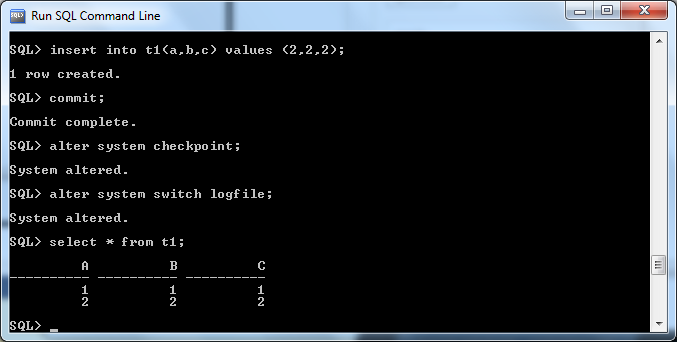 Run SQL Command Line
SQL> insert into t1(a,b,c) values (2,2,2);
1 row created.
SQL> commit;
Commit complete.
SQL> alter system checkpoint;
System altered.
SQL> alter system switch logfile;
System altered.
SQL> select * from t1;
A B C
---------- ---------- ----------
1 1 1
2 2 2
SQL> _